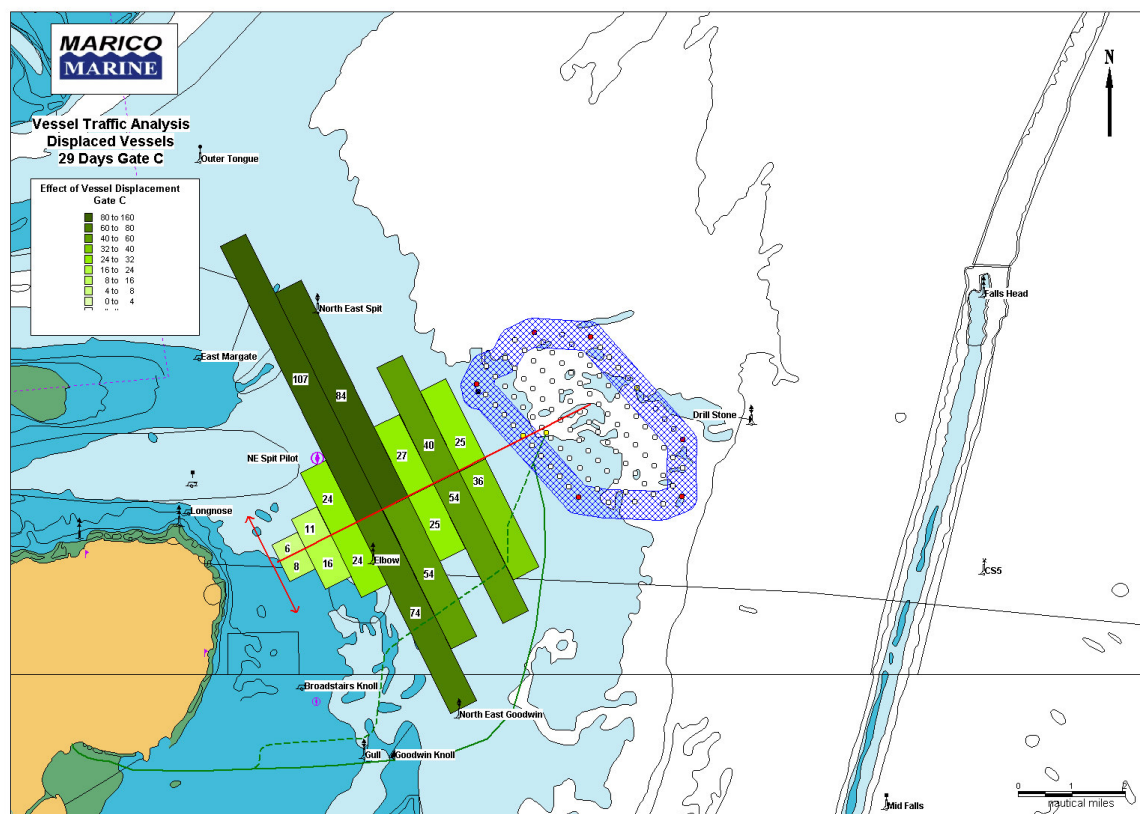 MARICO
MARINE
Vessel Traffic Analysis
Displaced Vessels
29 Days Gate C
Effect of Vessel Displacement
Gate C
80 to 160
60 to 80
40 to 60
32 to 40
24 to 32
16 to 24
8 to 16
4 to 8
0 to 4
N
Outer Tongue
North East Spit
Falls Head
East Margate
107
84
Drill Stone
40
25
NE Spit Pilot
27
36
24
54
Longnose
11
25
6
Elbow
8
16
24
54
CS5
74
Broadstairs Knoll
North East Goodwin
Gull
Goodwin Knoll
0 1 2
nautical miles
Mid Falls